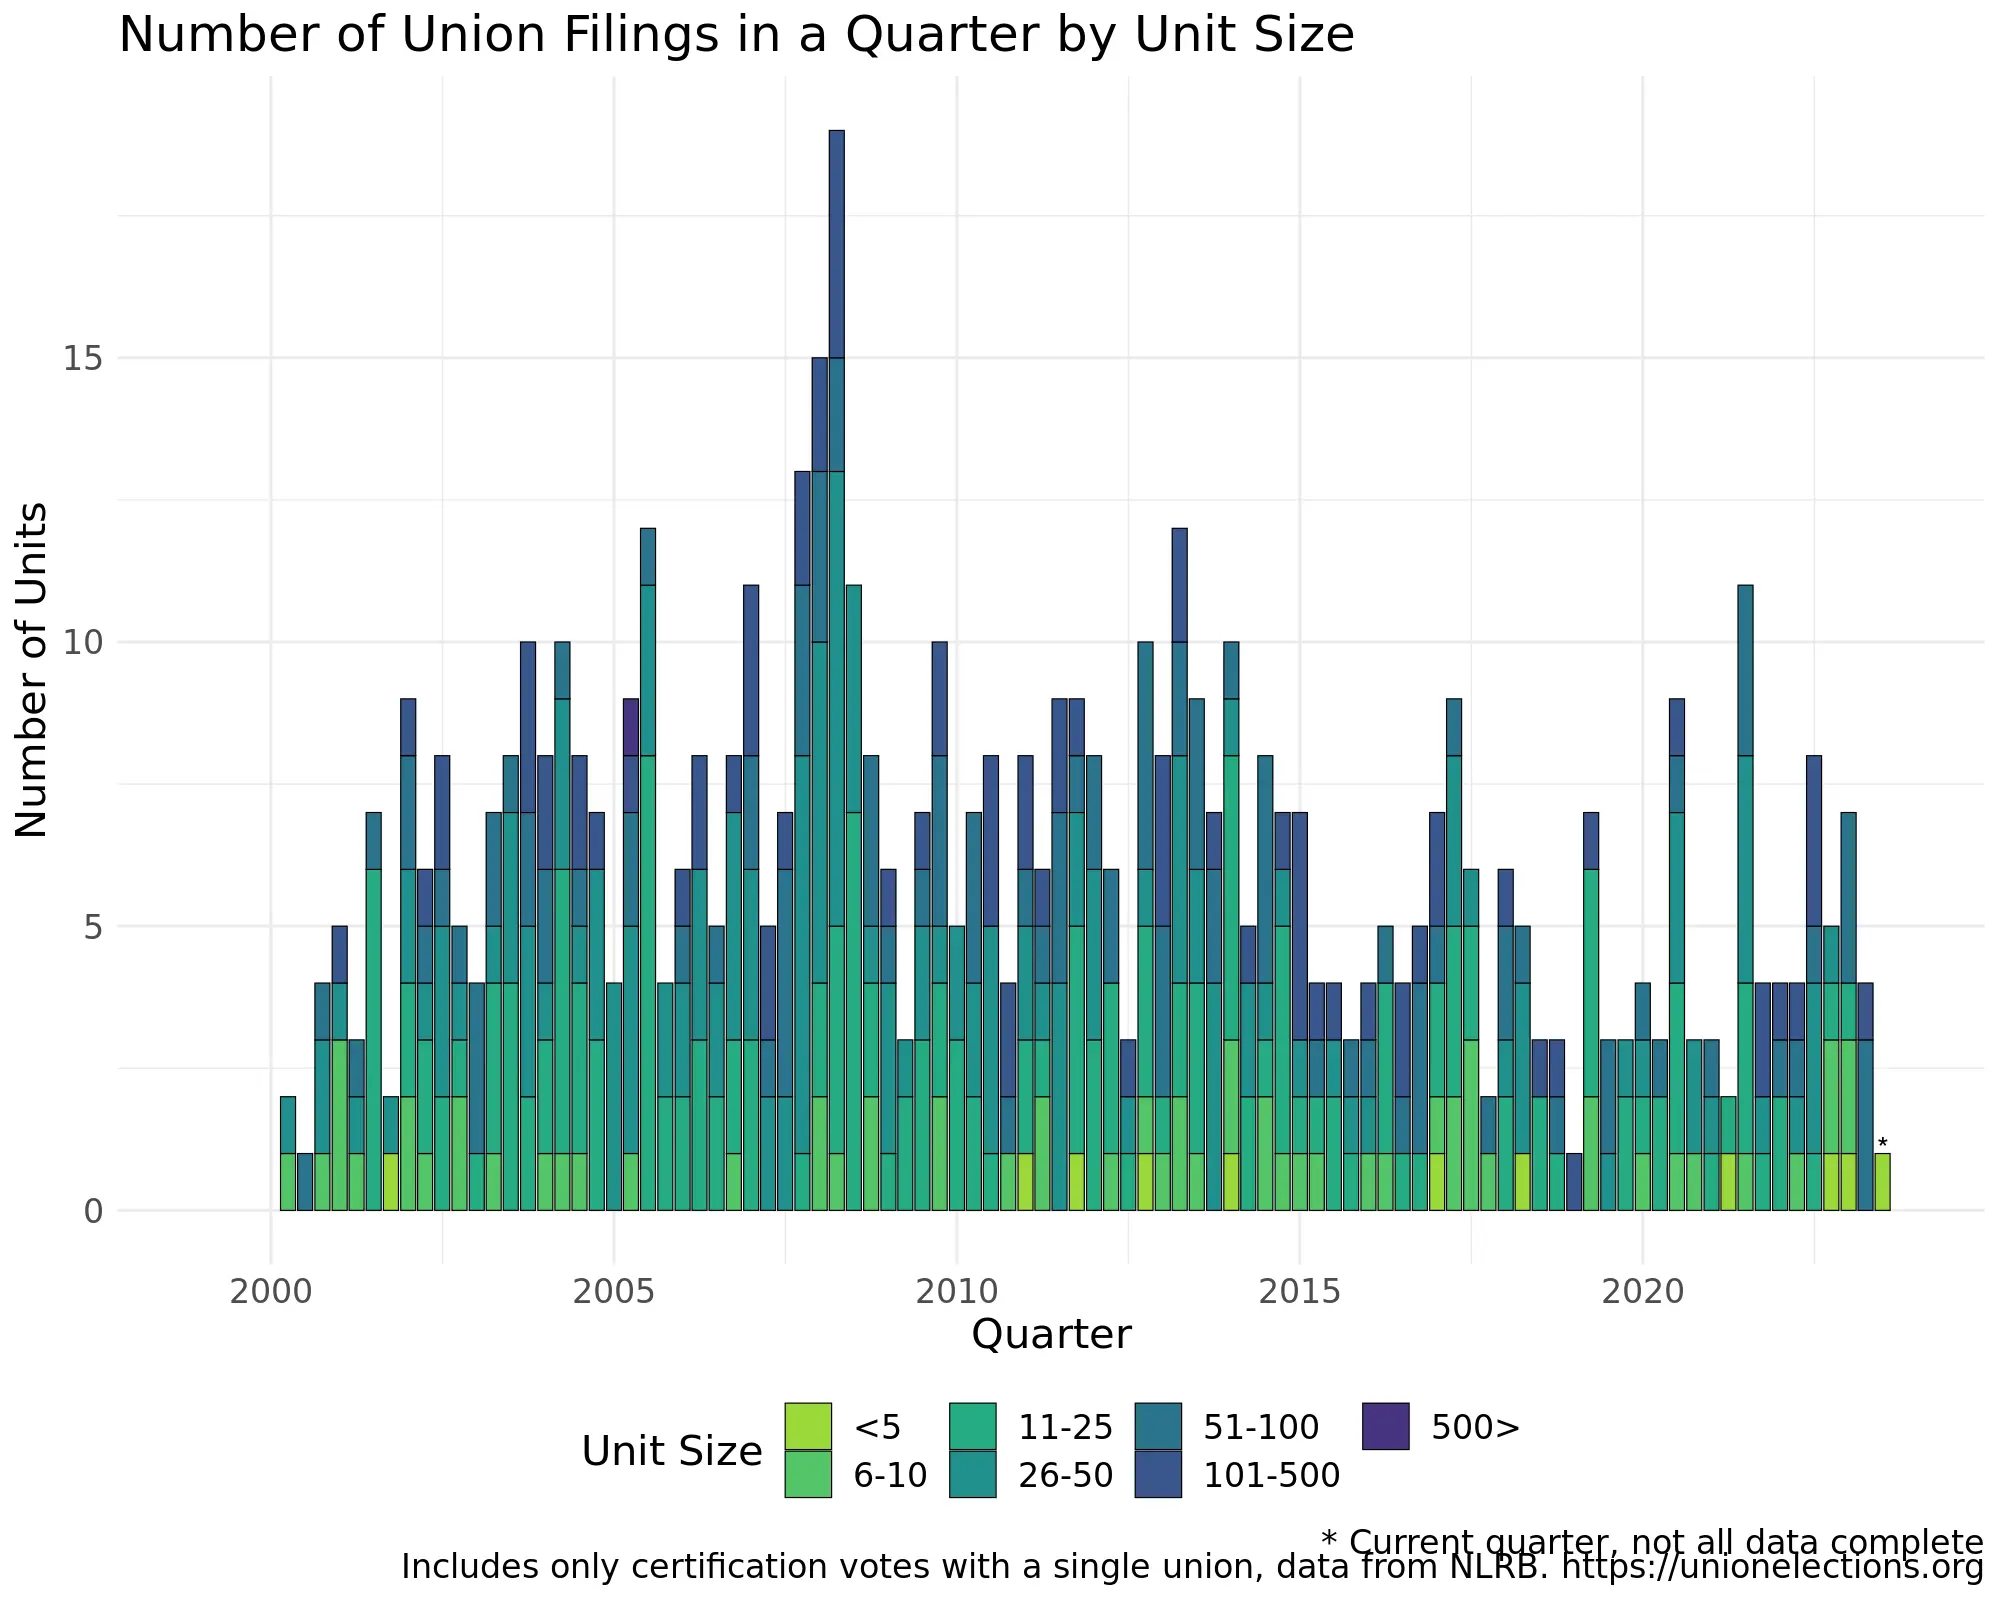 Number of Union Filings in a Quarter by Unit Size
Number of Units
15
10
5
0
*
2000 2005 2010 2015 2020
Quarter
Unit Size
<5 11-25 51-100 500>
6-10 26-50 101-500
* Current quarter, not all data complete
Includes only certification votes with a single union, data from NLRB. https://unionelections.org